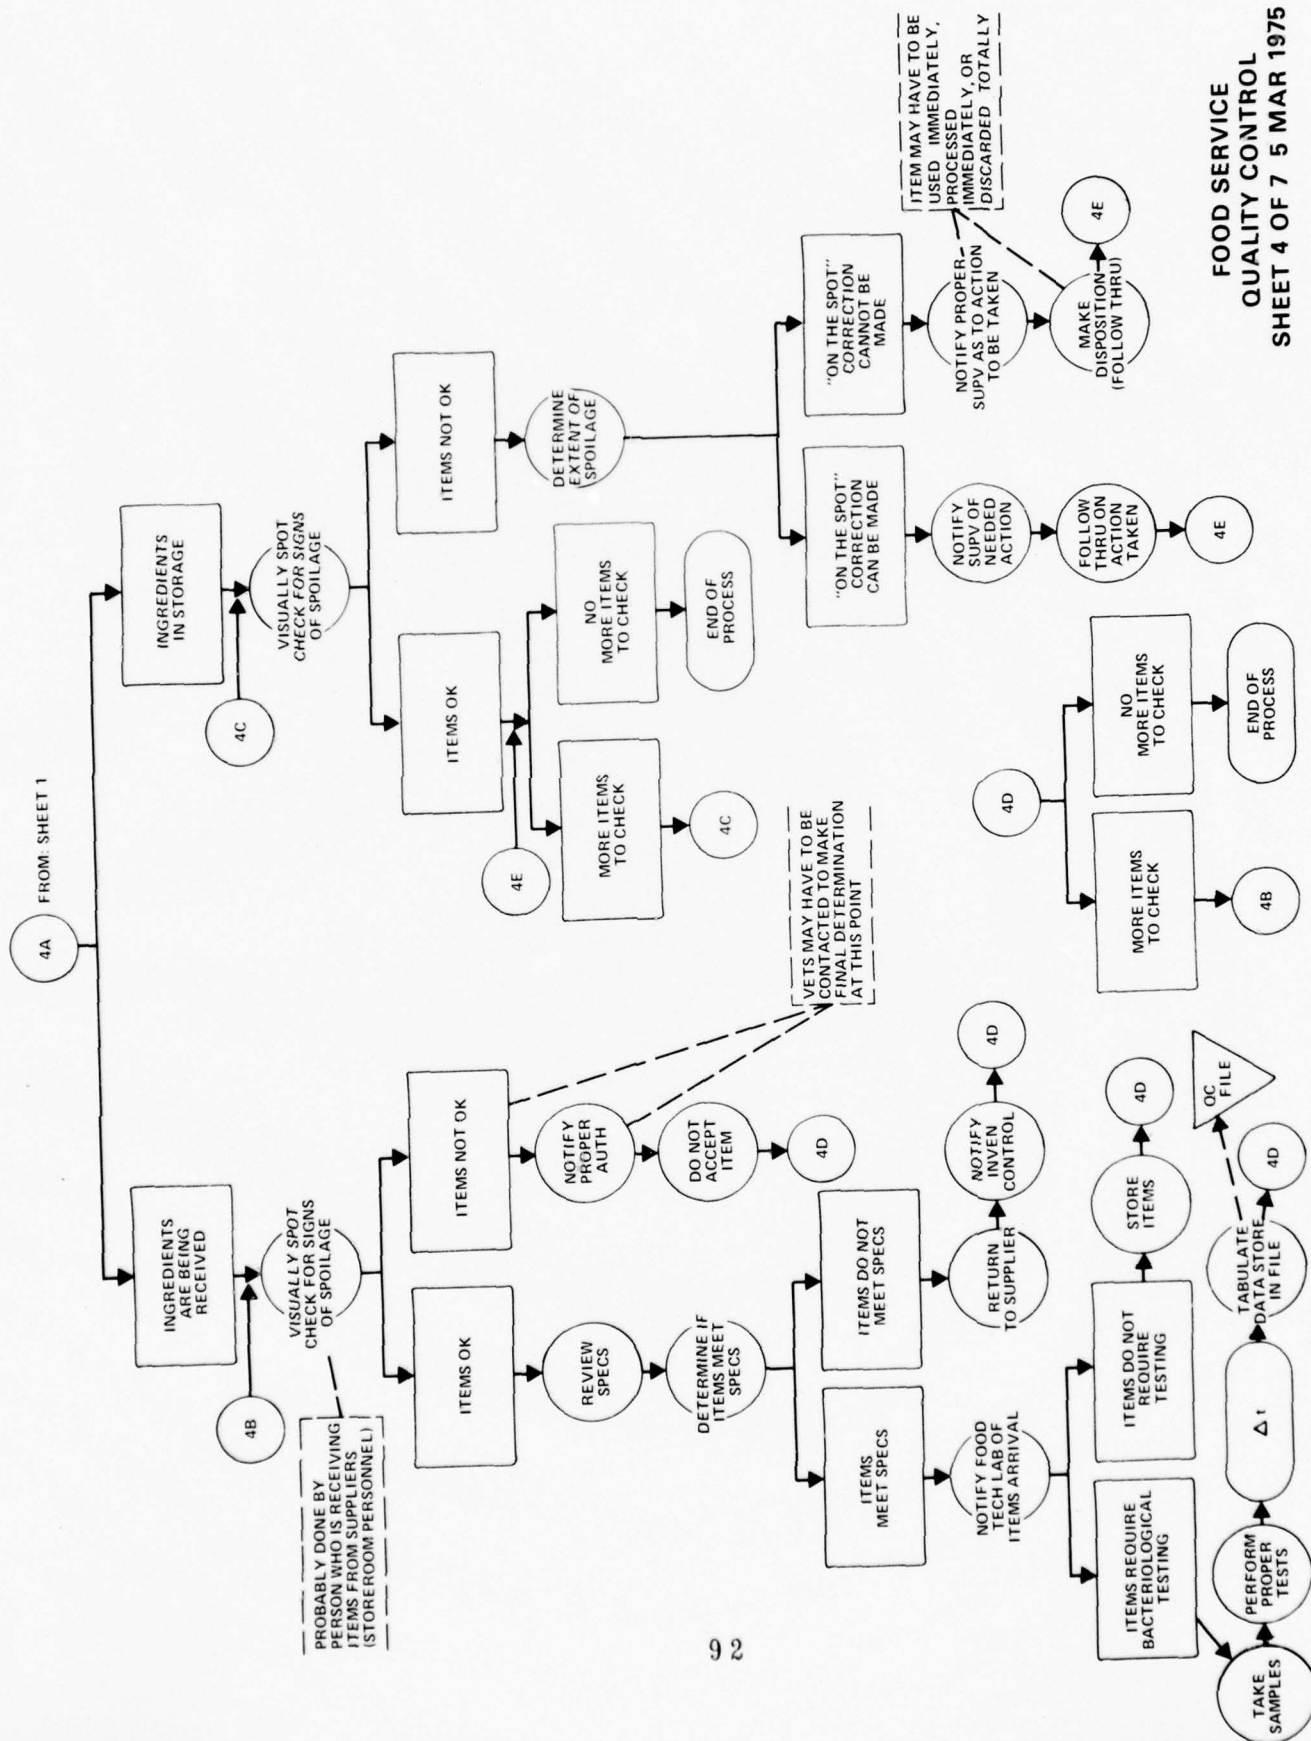 4A
FROM: SHEET 1
INGREDIENTS
ARE BEING
RECEIVED
4B
VISUALLY SPOT
CHECK FOR SIGNS
OF SPOILAGE
PROBABLY DONE BY
PERSON WHO IS RECEIVING
ITEMS FROM SUPPLIERS
(STOREROOM PERSONNEL)
ITEMS OK
ITEMS NOT OK
REVIEW
SPECS
NOTIFY
PROPER
AUTH
DETERMINE IF
ITEMS MEET
SPECS
DO NOT
ACCEPT
ITEM
4D
VETS MAY HAVE TO BE
CONTACTED TO MAKE
FINAL DETERMINATION
AT THIS POINT
ITEMS
MEET SPECS
ITEMS DO NOT
MEET SPECS
NOTIFY FOOD
TECH LAB OF
ITEMS ARRIVAL
RETURN
TO SUPPLIER
NOTIFY
INVEN
CONTROL
4D
ITEMS REQUIRE
BACTERIOLOGICAL
TESTING
ITEMS DO NOT
REQUIRE
TESTING
STORE
ITEMS
4D
TAKE
SAMPLES
PERFORM
PROPER
TESTS
Δt
TABULATE
DATA STORE
IN FILE
4D
QC
FILE
INGREDIENTS
IN STORAGE
4C
VISUALLY SPOT
CHECK FOR SIGNS
OF SPOILAGE
ITEMS OK
ITEMS NOT OK
4E
MORE ITEMS
TO CHECK
NO
MORE ITEMS
TO CHECK
4C
END OF
PROCESS
DETERMINE
EXTENT OF
SPOILAGE
"ON THE SPOT"
CORRECTION
CAN BE MADE
"ON THE SPOT"
CORRECTION
CANNOT BE
MADE
NOTIFY
SUPV OF
NEEDED
ACTION
NOTIFY PROPER
SUPV AS TO ACTION
TO BE TAKEN
FOLLOW
THRU ON
ACTION
TAKEN
MAKE
DISPOSITION
(FOLLOW THRU)
4E
4E
ITEM MAY HAVE TO BE
USED IMMEDIATELY,
PROCESSED
IMMEDIATELY, OR
DISCARDED TOTALLY
4D
MORE ITEMS
TO CHECK
NO
MORE ITEMS
TO CHECK
4B
END OF
PROCESS
FOOD SERVICE
QUALITY CONTROL
SHEET 4 OF 7 5 MAR 1975
92